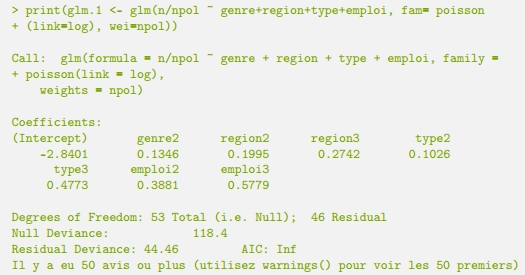 > print(glm.1 <- glm(n/npol ~ genre+region+type+emploi, fam= poisson
+ (link=log), wei=npol))
Call:  glm(formula = n/npol ~ genre + region + type + emploi, family =
+ poisson(link = log),
    weights = npol)
Coefficients:
(Intercept)       genre2      region2      region3        type2
    -2.8401       0.1346       0.1995       0.2742       0.1026
      type3      emploi2      emploi3
     0.4773       0.3881       0.5779
Degrees of Freedom: 53 Total (i.e. Null);  46 Residual
Null Deviance:      118.4
Residual Deviance: 44.46        AIC: Inf
Il y a eu 50 avis ou plus (utilisez warnings() pour voir les 50 premiers)